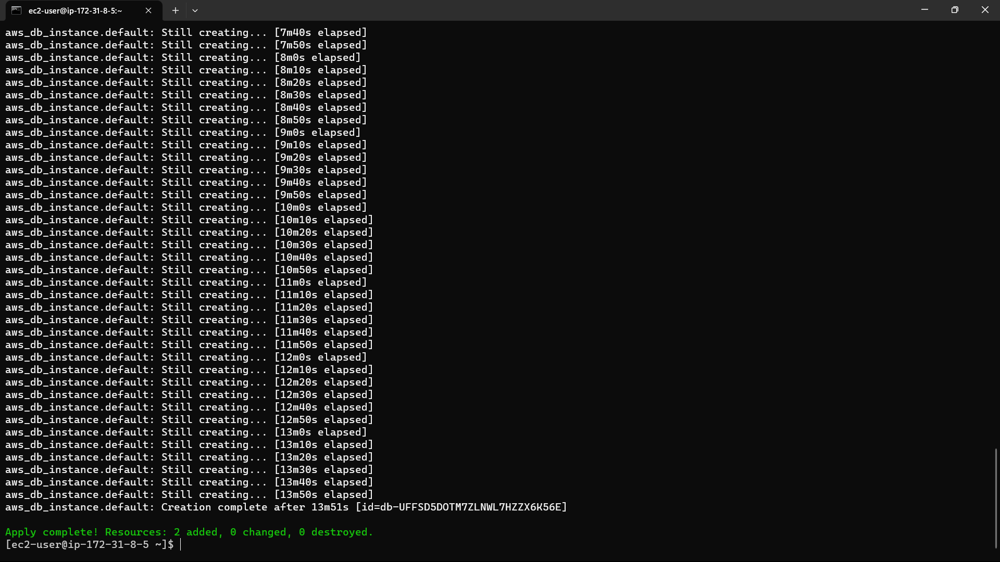 ec2-user@ip-172-31-8-5:~
aws_db_instance.default: Still creating... [7m40s elapsed]
aws_db_instance.default: Still creating... [7m50s elapsed]
aws_db_instance.default: Still creating... [8m0s elapsed]
aws_db_instance.default: Still creating... [8m10s elapsed]
aws_db_instance.default: Still creating... [8m20s elapsed]
aws_db_instance.default: Still creating... [8m30s elapsed]
aws_db_instance.default: Still creating... [8m40s elapsed]
aws_db_instance.default: Still creating... [8m50s elapsed]
aws_db_instance.default: Still creating... [9m0s elapsed]
aws_db_instance.default: Still creating... [9m10s elapsed]
aws_db_instance.default: Still creating... [9m20s elapsed]
aws_db_instance.default: Still creating... [9m30s elapsed]
aws_db_instance.default: Still creating... [9m40s elapsed]
aws_db_instance.default: Still creating... [9m50s elapsed]
aws_db_instance.default: Still creating... [10m0s elapsed]
aws_db_instance.default: Still creating... [10m10s elapsed]
aws_db_instance.default: Still creating... [10m20s elapsed]
aws_db_instance.default: Still creating... [10m30s elapsed]
aws_db_instance.default: Still creating... [10m40s elapsed]
aws_db_instance.default: Still creating... [10m50s elapsed]
aws_db_instance.default: Still creating... [11m0s elapsed]
aws_db_instance.default: Still creating... [11m10s elapsed]
aws_db_instance.default: Still creating... [11m20s elapsed]
aws_db_instance.default: Still creating... [11m30s elapsed]
aws_db_instance.default: Still creating... [11m40s elapsed]
aws_db_instance.default: Still creating... [11m50s elapsed]
aws_db_instance.default: Still creating... [12m0s elapsed]
aws_db_instance.default: Still creating... [12m10s elapsed]
aws_db_instance.default: Still creating... [12m20s elapsed]
aws_db_instance.default: Still creating... [12m30s elapsed]
aws_db_instance.default: Still creating... [12m40s elapsed]
aws_db_instance.default: Still creating... [12m50s elapsed]
aws_db_instance.default: Still creating... [13m0s elapsed]
aws_db_instance.default: Still creating... [13m10s elapsed]
aws_db_instance.default: Still creating... [13m20s elapsed]
aws_db_instance.default: Still creating... [13m30s elapsed]
aws_db_instance.default: Still creating... [13m40s elapsed]
aws_db_instance.default: Still creating... [13m50s elapsed]
aws_db_instance.default: Creation complete after 13m51s [id=db-UFFSD5DOTM7ZLNWL7HZZX6K56E]
Apply complete! Resources: 2 added, 0 changed, 0 destroyed.
[ec2-user@ip-172-31-8-5 ~]$